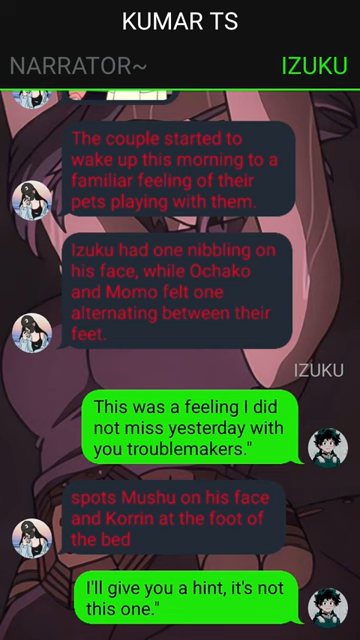 KUMAR TS
NARRATOR~
IZUKU
The couple started to
wake up this morning to a
familiar feeling of their
pets playing with them.
Izuku had one nibbling on
his face, while Ochako
and Momo felt one
alternating between their
feet.
IZUKU
This was a feeling I did
not miss yesterday with
you troublemakers."
spots Mushu on his face
and Korrin at the foot of
the bed
I'll give you a hint, it's not
this one."